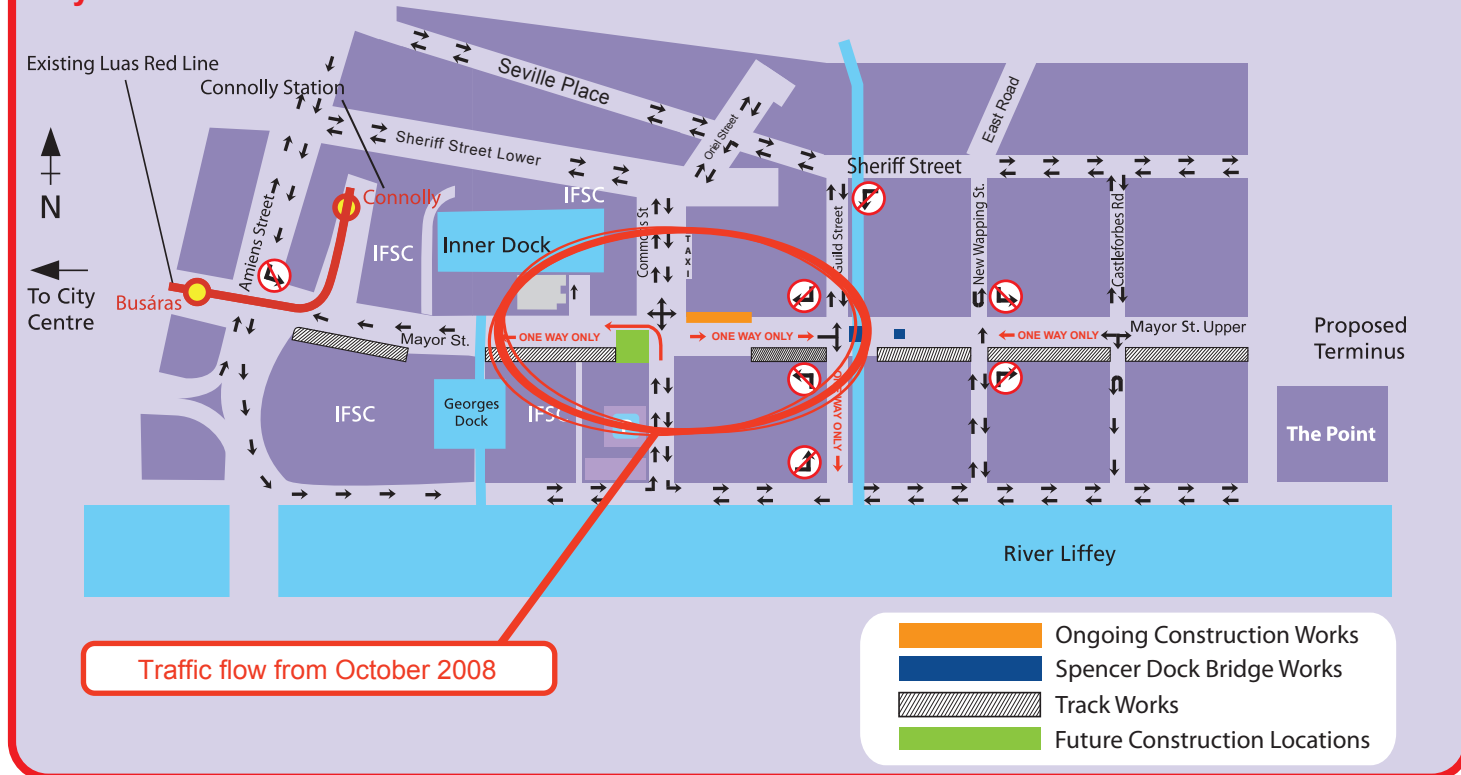 Existing Luas Red Line
Connolly Station
Seville Place
Sheriff Street Lower
Oriel Street
East Road
Sheriff Street
N
Connolly
IFSC
Amiens Street
IFSC
Inner Dock
Commons St
TAXI
Guild Street
New Wapping St.
Castleforbes Rd
To City
Centre
Busáras
Mayor St.
ONE WAY ONLY
ONE WAY ONLY
ONE WAY ONLY
Mayor St. Upper
Proposed
Terminus
ONE WAY ONLY
IFSC
Georges
Dock
IFSC
The Point
River Liffey
Traffic flow from October 2008
Ongoing Construction Works
Spencer Dock Bridge Works
Track Works
Future Construction Locations